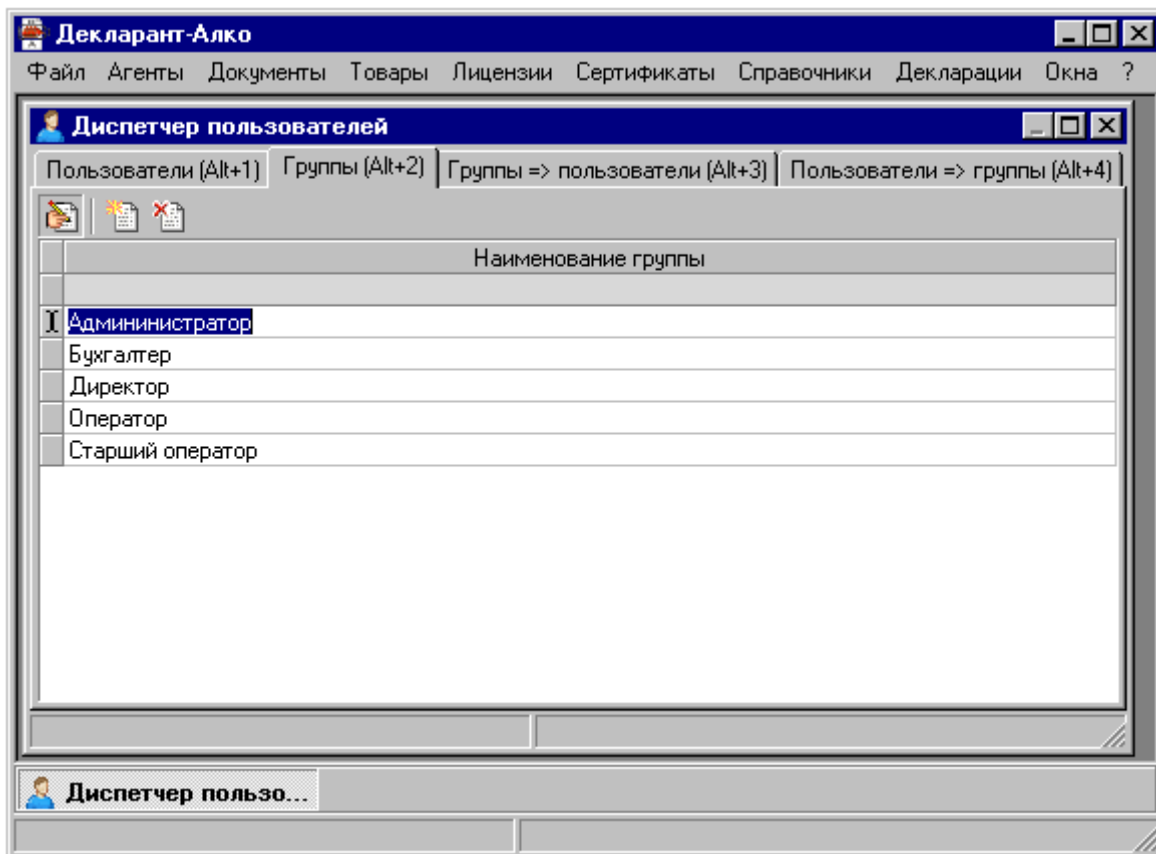 Декларант-Алко
Файл Агенты Документы Товары Лицензии Сертификаты Справочники Декларации Окна ?
Диспетчер пользователей
Пользователи (Alt+1) Группы (Alt+2) Группы => пользователи (Alt+3) Пользователи => группы (Alt+4)
Наименование группы
Админинистратор
Бухгалтер
Директор
Оператор
Старший оператор
Диспетчер пользо...